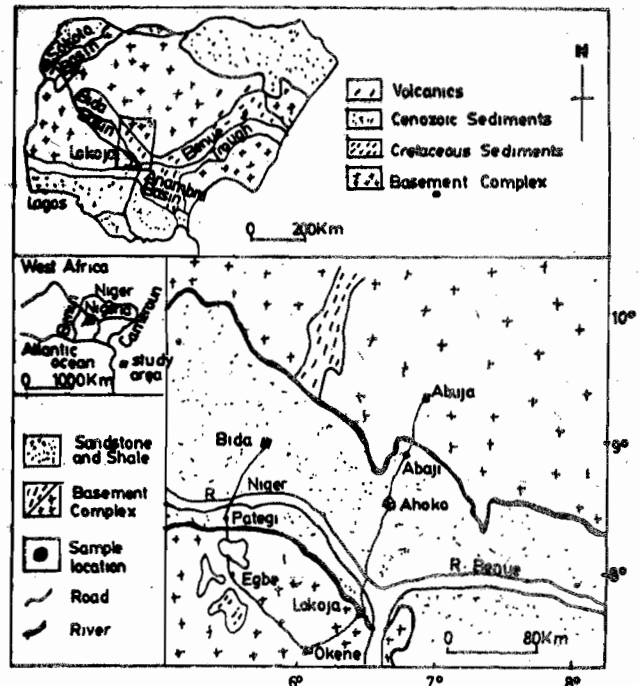 N
Sokoto
Basin
Bida
Basin
Lokoja
Benue
Trough
Anambra
Basin
Lagos
0 200Km
Volcanics
Cenozoic Sediments
Cretaceous Sediments
Basement Complex
West Africa
Niger
Nigeria
Benin
Cameroun
Atlantic
ocean
study
area
0 1000Km
Sandstone
and Shale
Basement
Complex
Sample
location
Road
River
Abuja
Bida
Abaji
R. Niger
Ahoko
Pategi
R. Benue
Egbe
Lokoja
Okene
0 80Km
10°
9°
8°
6° 7° 8°